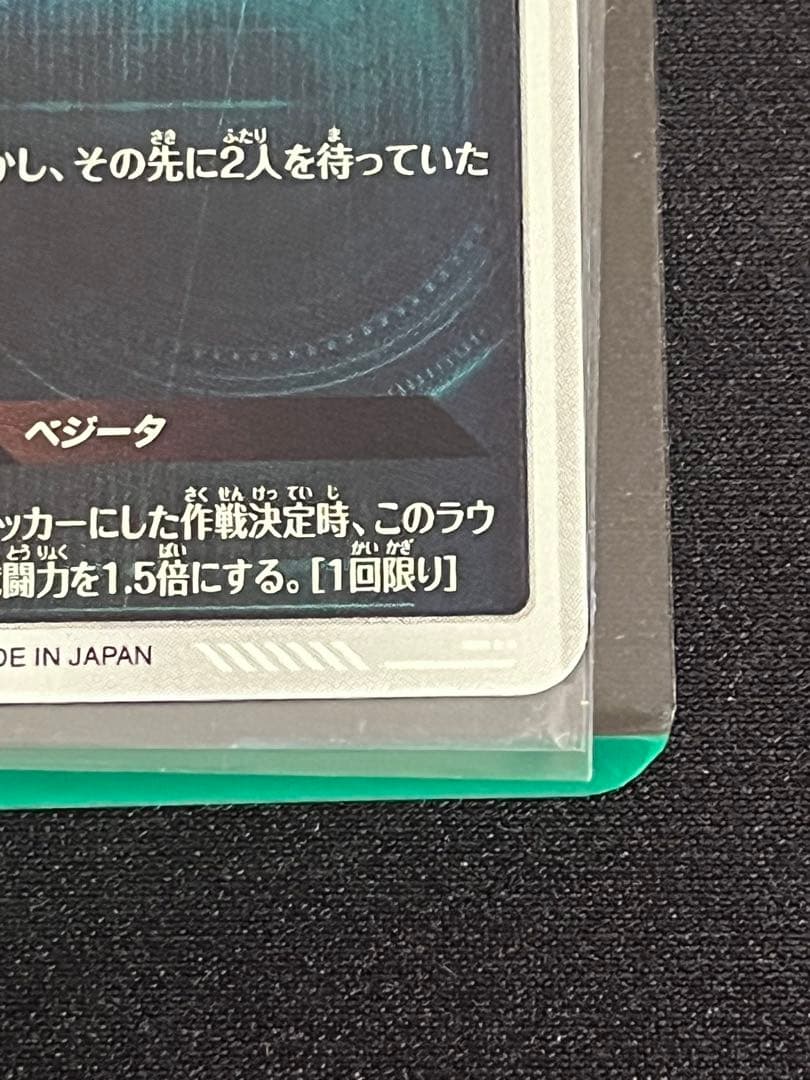 かし、その先に2人を待っていた
ベジータ
ッカーにした作戦決定時、このラウ
闘力を1.5倍にする。[1回限り]
DE IN JAPAN